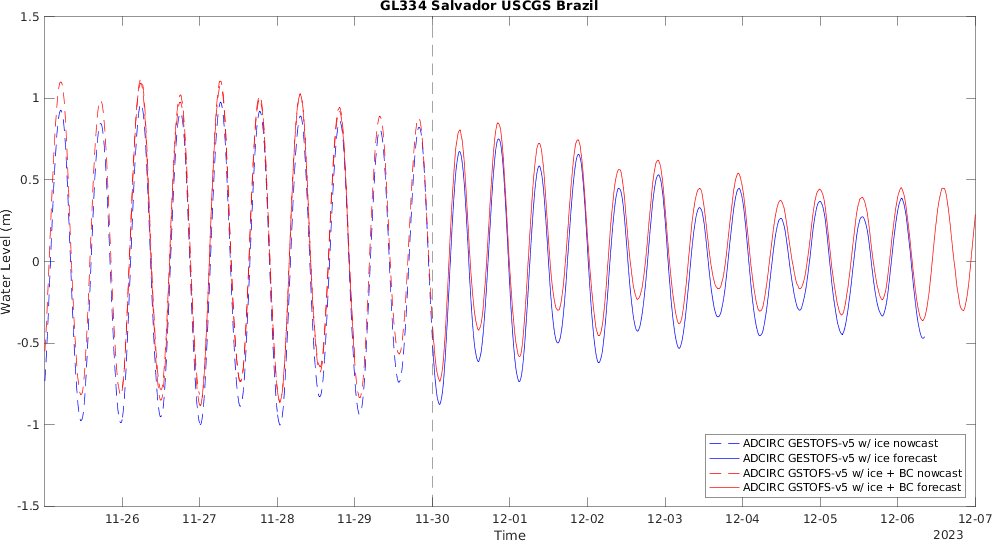 GL334 Salvador USCGS Brazil
1.5
1
0.5
0
-0.5
-1
-1.5
Water Level (m)
11-26 11-27 11-28 11-29 11-30 12-01 12-02 12-03 12-04 12-05 12-06 12-07
Time
2023
ADCIRC GESTOFS-v5 w/ ice nowcast
ADCIRC GESTOFS-v5 w/ ice forecast
ADCIRC GSTOFS-v5 w/ ice + BC nowcast
ADCIRC GSTOFS-v5 w/ ice + BC forecast